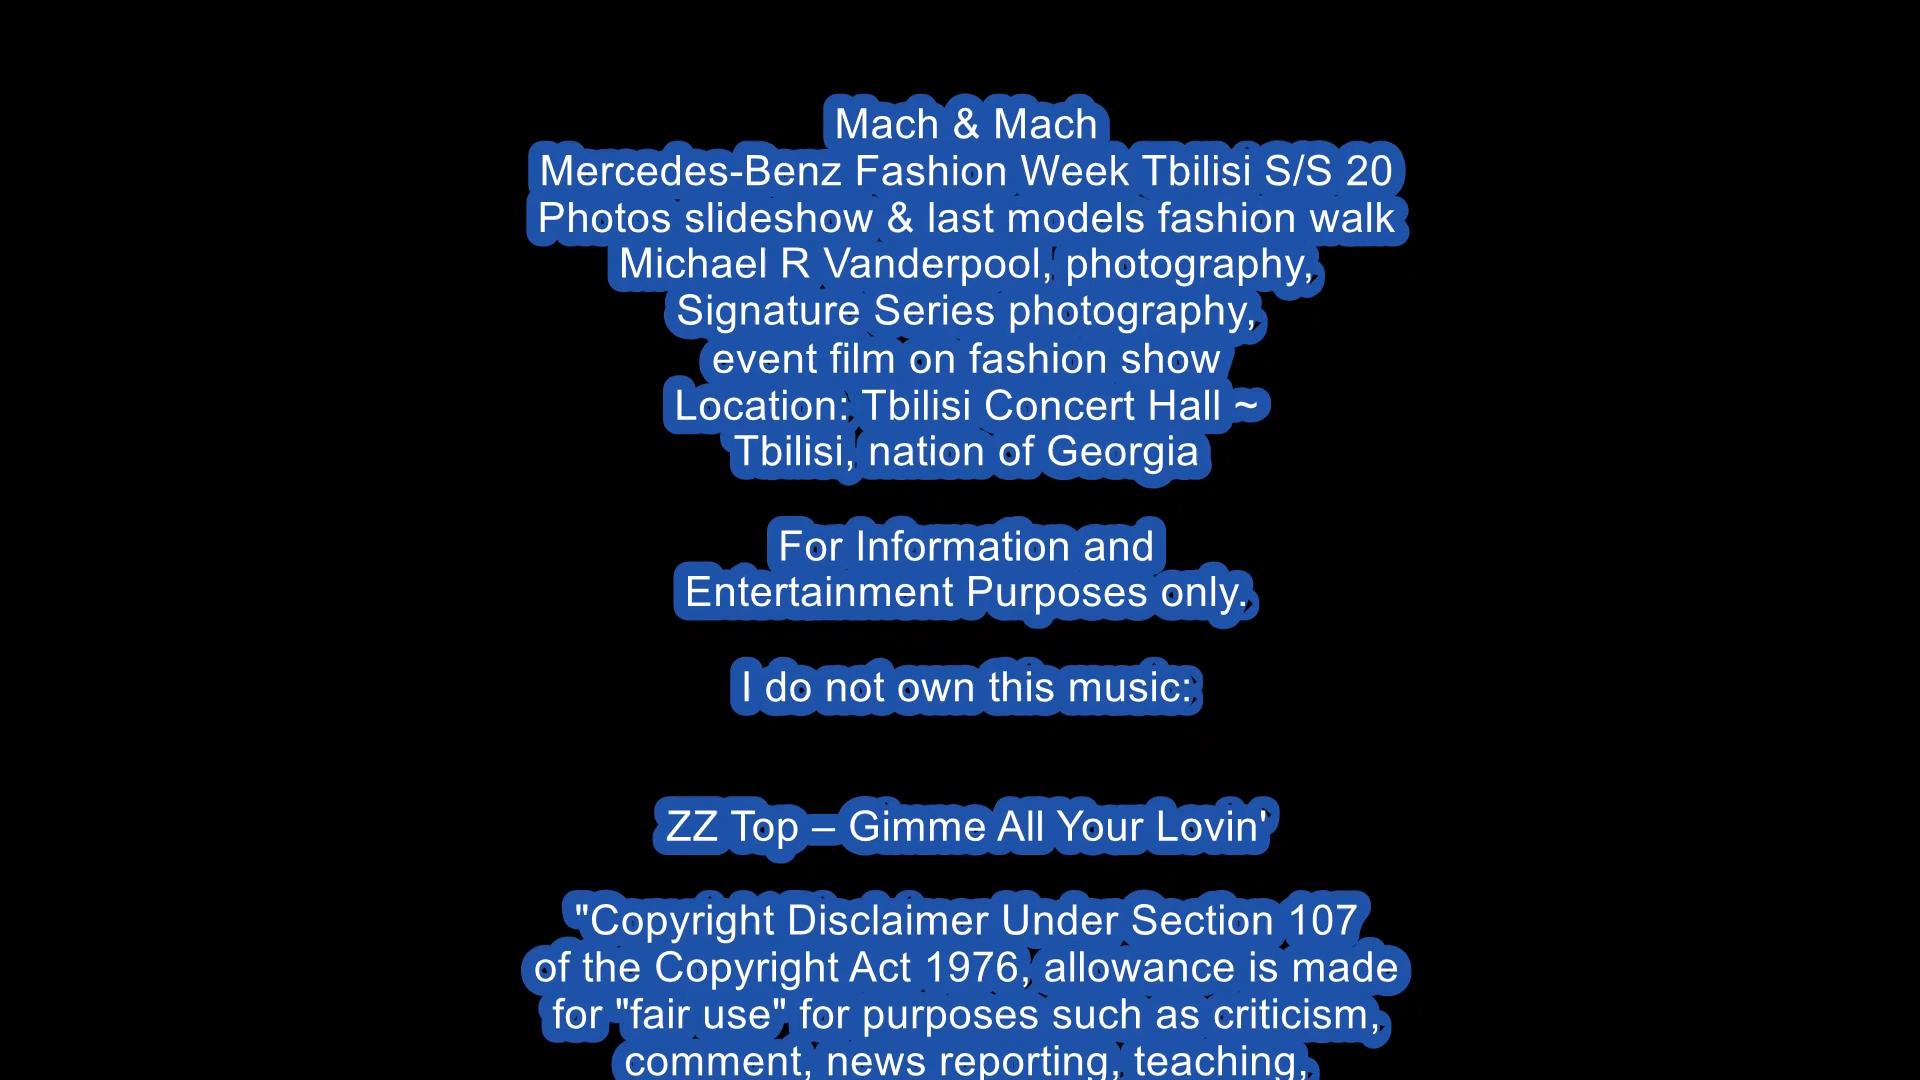 Mach & Mach
Mercedes-Benz Fashion Week Tbilisi S/S 20
Photos slideshow & last models fashion walk
Michael R Vanderpool, photography,
Signature Series photography,
event film on fashion show
Location: Tbilisi Concert Hall ~
Tbilisi, nation of Georgia
For Information and
Entertainment Purposes only.
I do not own this music:
ZZ Top – Gimme All Your Lovin'
"Copyright Disclaimer Under Section 107
of the Copyright Act 1976, allowance is made
for "fair use" for purposes such as criticism,
comment, news reporting, teaching,